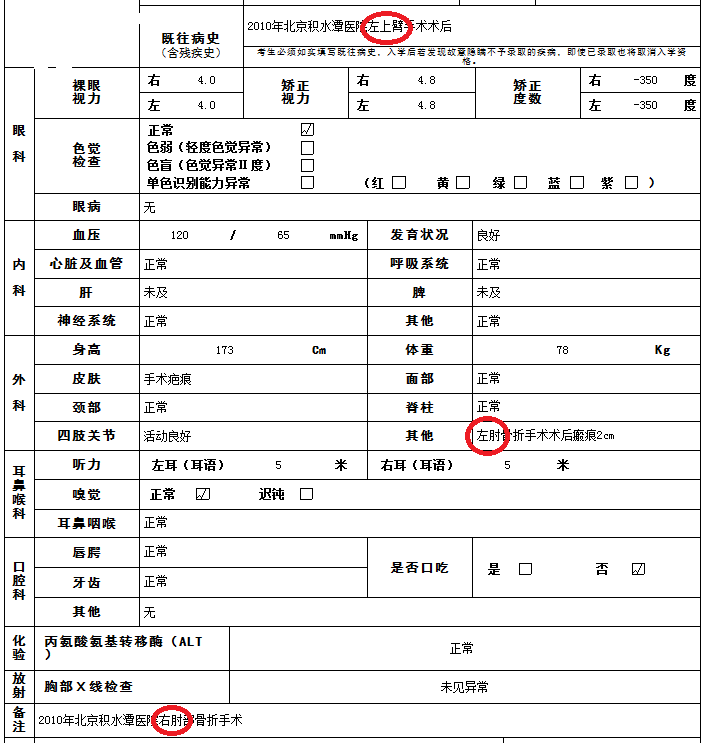 2010年北京积水潭医院左上臂手术术后
既往病史
(含残疾史)
考生必须如实填写既往病史，入学后若发现故意隐瞒不予录取的疾病，即使已录取也将取消入学资格。
眼科
裸眼视力 右 4.0 矫正视力 右 4.8 矫正度数 右 -350 度
左 4.0 左 4.8 左 -350 度
色觉检查
正常 ☑
色弱（轻度色觉异常） □
色盲（色觉异常Ⅱ度） □
单色识别能力异常 □ （红 □ 黄 □ 绿 □ 蓝 □ 紫 □ ）
眼病 无
内科
血压 120 / 65 mmHg 发育状况 良好
心脏及血管 正常 呼吸系统 正常
肝 未及 脾 未及
神经系统 正常 其他 正常
外科
身高 173 Cm 体重 78 Kg
皮肤 手术疤痕 面部 正常
颈部 正常 脊柱 正常
四肢关节 活动良好 其他 左肘骨折手术术后瘢痕2cm
耳鼻喉科
听力 左耳（耳语） 5 米 右耳（耳语） 5 米
嗅觉 正常 ☑ 迟钝 □
耳鼻咽喉 正常
口腔科
唇腭 正常 是否口吃 是 □ 否 ☑
牙齿 正常
其他 无
化验 丙氨酸氨基转移酶（ALT） 正常
放射 胸部X线检查 未见异常
备注 2010年北京积水潭医院右肘部骨折手术